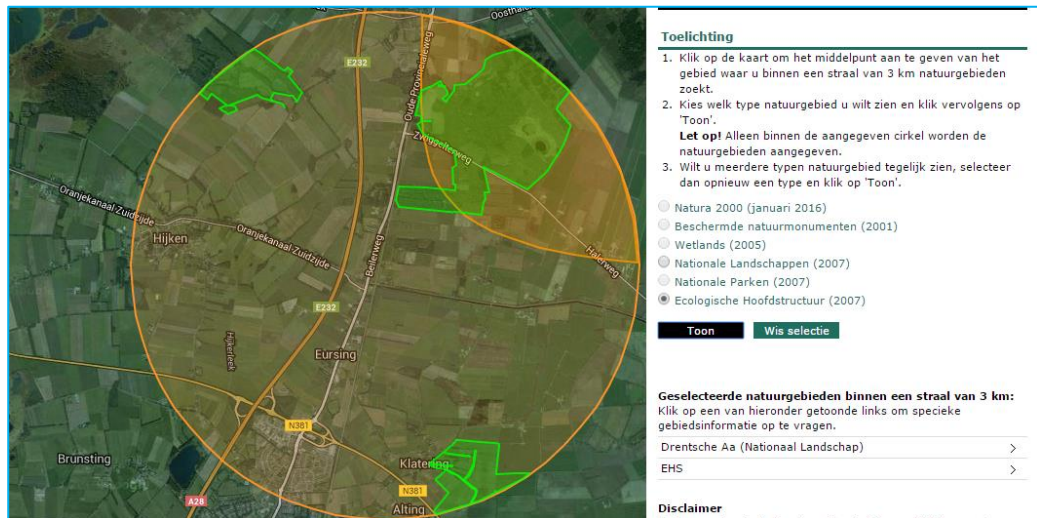 Oostha
E232
Oude Provincialeweg
Zwiggelterweg
Oranjekanaal-Zuidzijde
Hijken
Oranjekanaal-Zuidzijde
Halerweg
Beilerweg
E232
Hijkerleek
Eursing
N381
Brunsting
Klatering
N381
A28
Alting
Toelichting
1. Klik op de kaart om het middelpunt aan te geven van het
gebied waar u binnen een straal van 3 km natuurgebieden
zoekt.
2. Kies welk type natuurgebied u wilt zien en klik vervolgens op
'Toon'.
Let op! Alleen binnen de aangegeven cirkel worden de
natuurgebieden aangegeven.
3. Wilt u meerdere typen natuurgebied tegelijk zien, selecteer
dan opnieuw een type en klik op 'Toon'.
Natura 2000 (januari 2016)
Beschermde natuurmonumenten (2001)
Wetlands (2005)
Nationale Landschappen (2007)
Nationale Parken (2007)
Ecologische Hoofdstructuur (2007)
Toon Wis selectie
Geselecteerde natuurgebieden binnen een straal van 3 km:
Klik op een van hieronder getoonde links om specieke
gebiedsinformatie op te vragen.
Drentsche Aa (Nationaal Landschap)
EHS
Disclaimer